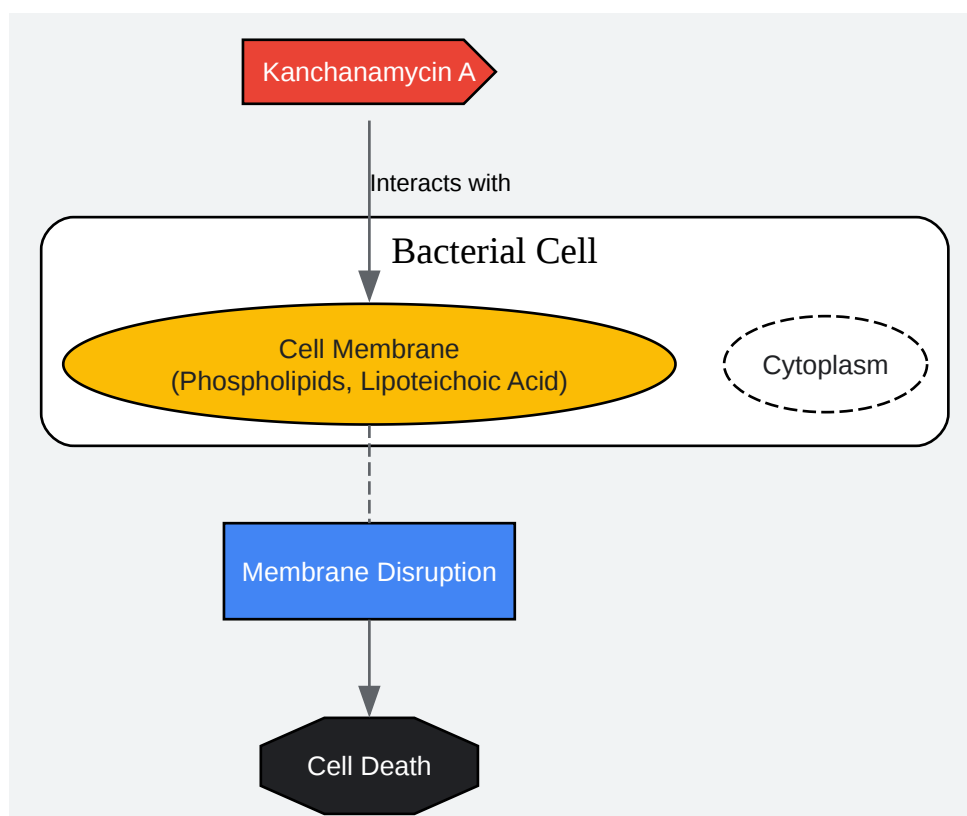 Kanchanamycin A
Interacts with
Bacterial Cell
Cell Membrane
(Phospholipids, Lipoteichoic Acid)
Cytoplasm
Membrane Disruption
Cell Death